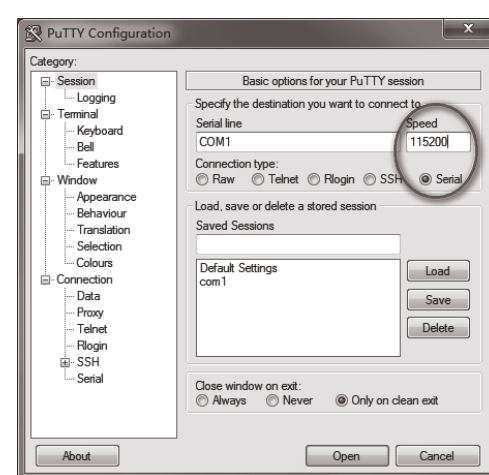 PuTTY Configuration
X
Category:
Session
Logging
Terminal
Keyboard
Bell
Features
Window
Appearance
Behaviour
Translation
Selection
Colours
Connection
Data
Proxy
Telnet
Rlogin
SSH
Serial
Basic options for your PuTTY session
Specify the destination you want to connect to
Serial line Speed
COM1 115200
Connection type:
Raw Telnet Rlogin SSH Serial
Load, save or delete a stored session
Saved Sessions
Default Settings
com1
Load
Save
Delete
Close window on exit:
Always Never Only on clean exit
About Open Cancel